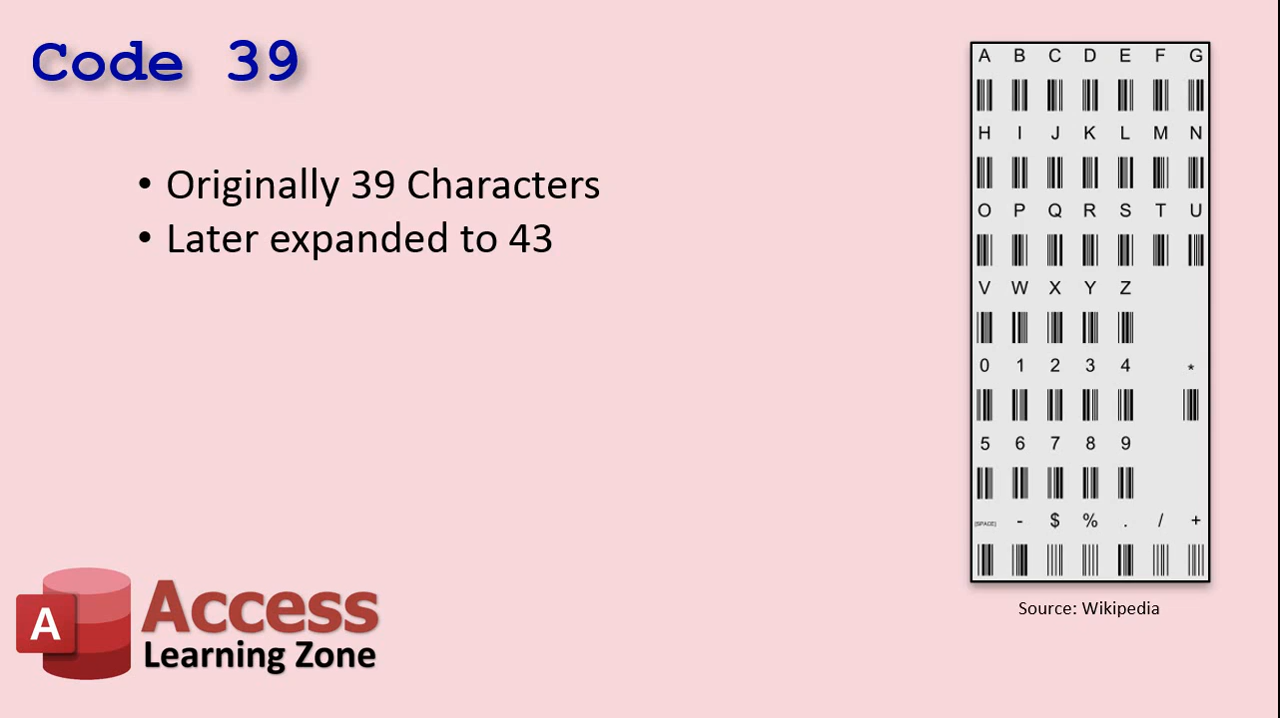 Code 39
• Originally 39 Characters
• Later expanded to 43
A B C D E F G
H I J K L M N
O P Q R S T U
V W X Y Z
0 1 2 3 4 *
5 6 7 8 9
[SPACE] - $ % . / +
Source: Wikipedia
A
Access
Learning Zone